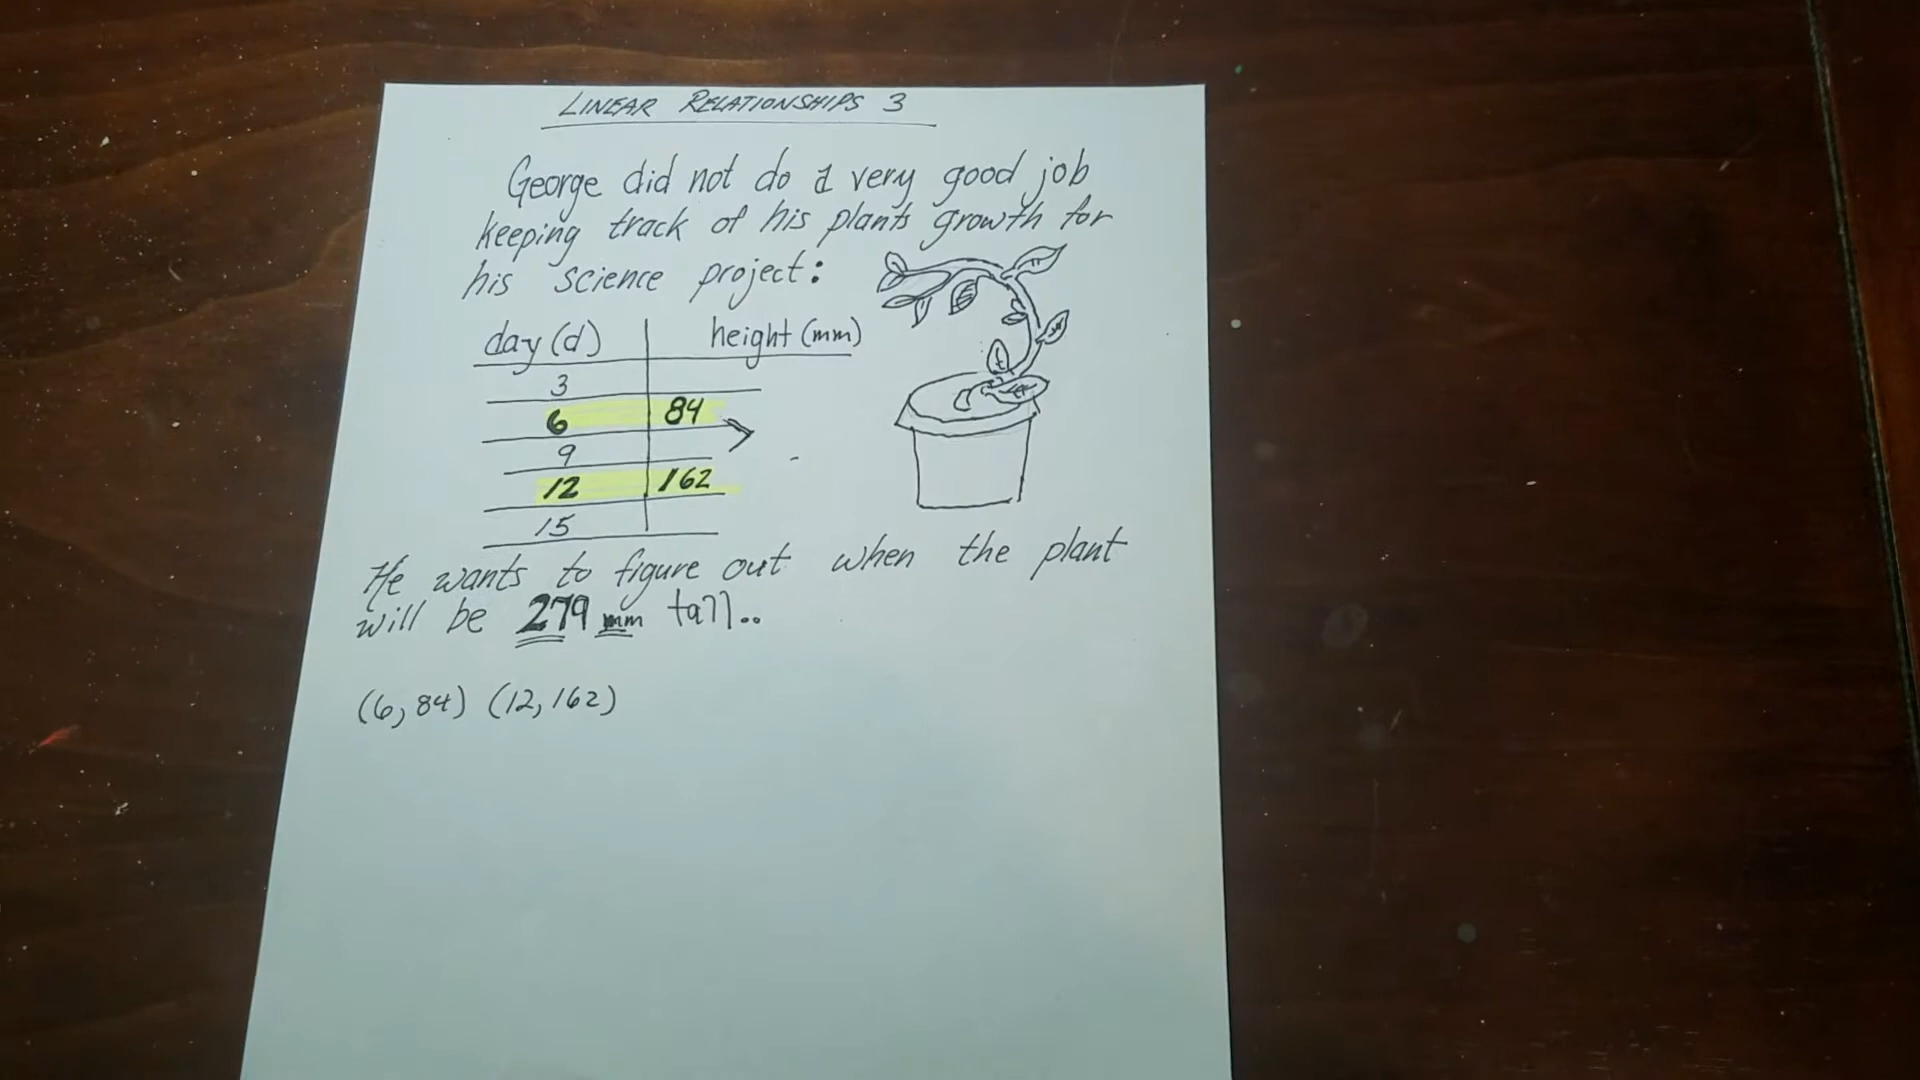 LINEAR RELATIONSHIPS 3
George did not do a very good job
keeping track of his plants growth for
his science project:
day (d) height (mm)
3
6 84
9
12 162
15
He wants to figure out when the plant
will be 279 mm tall..
(6, 84) (12, 162)